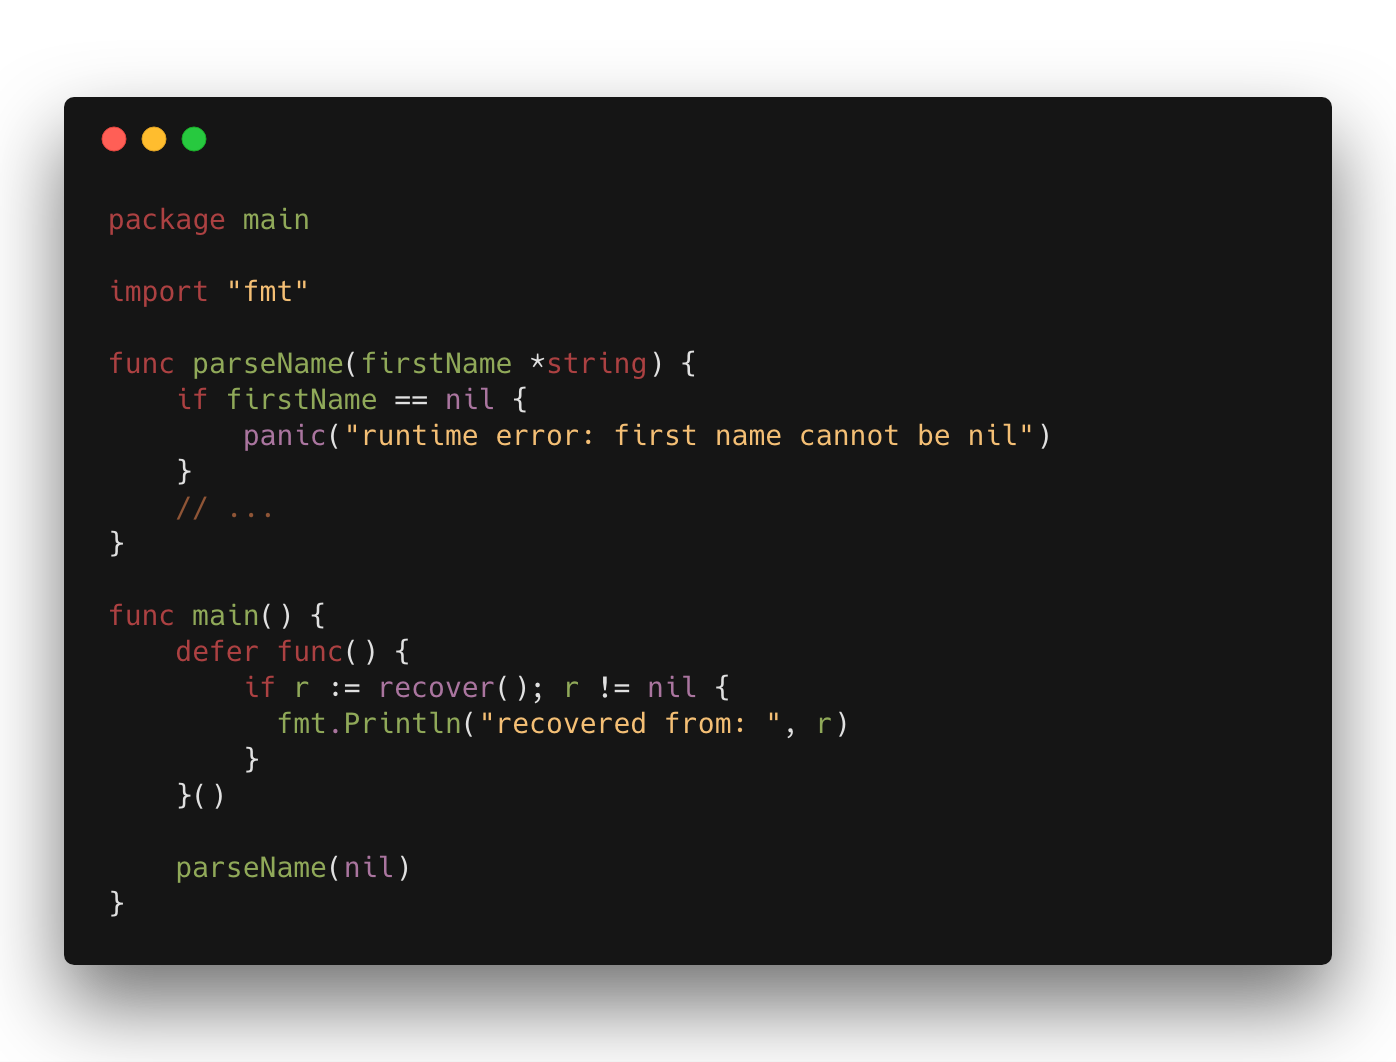 package main
import "fmt"
func parseName(firstName *string) {
    if firstName == nil {
        panic("runtime error: first name cannot be nil")
    }
    // ...
}
func main() {
    defer func() {
        if r := recover(); r != nil {
          fmt.Println("recovered from: ", r)
        }
    }()
    parseName(nil)
}